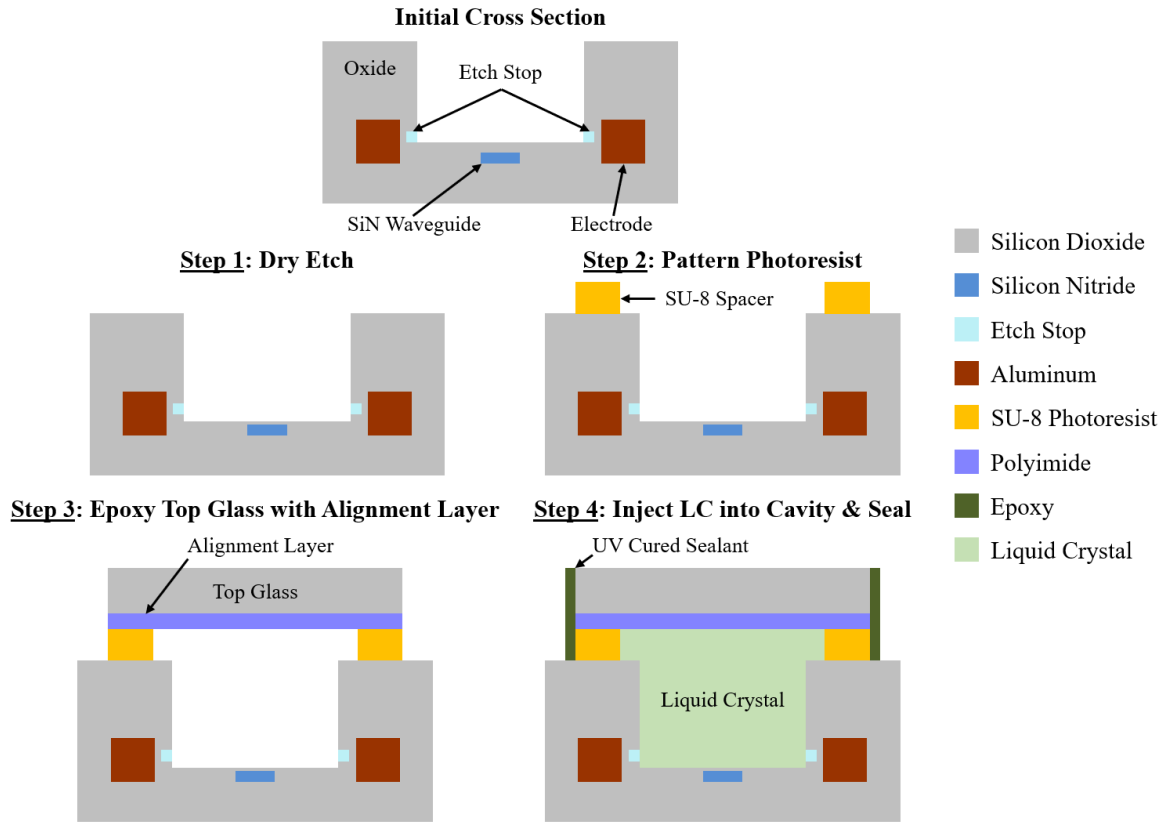 Initial Cross Section
Oxide
Etch Stop
SiN Waveguide
Electrode
Step 1: Dry Etch
Step 2: Pattern Photoresist
SU-8 Spacer
Silicon Dioxide
Silicon Nitride
Etch Stop
Aluminum
SU-8 Photoresist
Polyimide
Epoxy
Liquid Crystal
Step 3: Epoxy Top Glass with Alignment Layer
Alignment Layer
Top Glass
Step 4: Inject LC into Cavity & Seal
UV Cured Sealant
Liquid Crystal